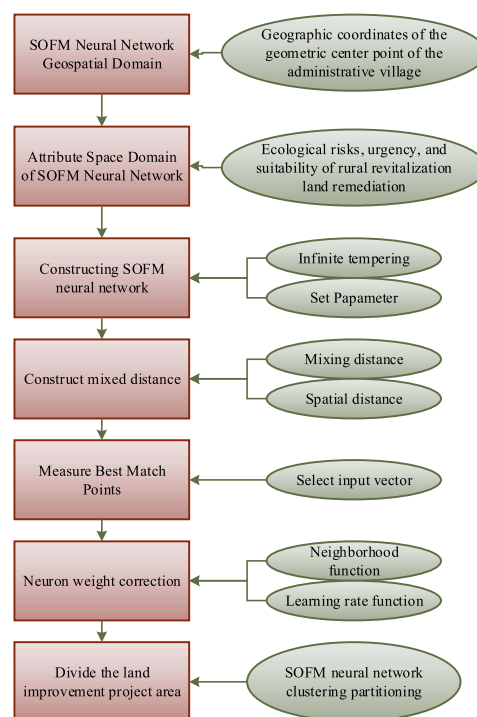 SOFM Neural Network
Geospatial Domain
Geographic coordinates of the
geometric center point of the
administrative village
Attribute Space Domain
of SOFM Neural Network
Ecological risks, urgency, and
suitability of rural revitalization
land remediation
Constructing SOFM
neural network
Infinite tempering
Set Papameter
Construct mixed distance
Mixing distance
Spatial distance
Measure Best Match
Points
Select input vector
Neuron weight correction
Neighborhood
function
Learning rate function
Divide the land
improvement project area
SOFM neural network
clustering partitioning